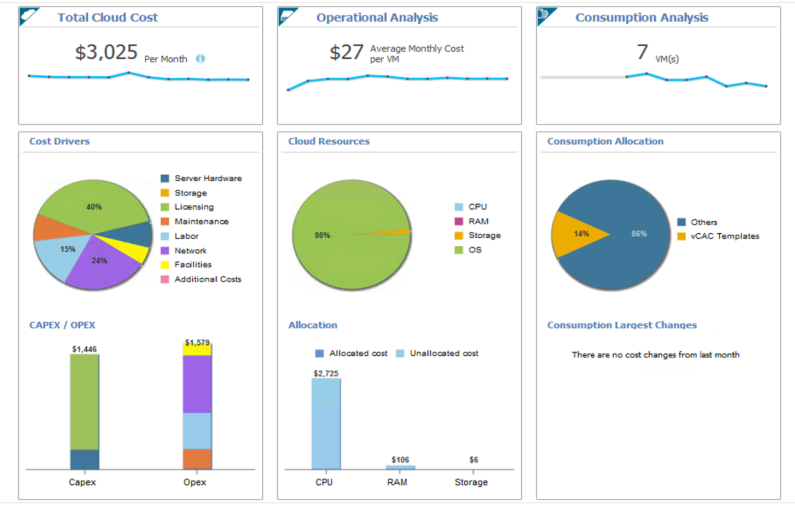 Total Cloud Cost
$3,025 Per Month
Operational Analysis
$27 Average Monthly Cost
per VM
Consumption Analysis
7 VM(s)
Cost Drivers
40%
15%
24%
Server Hardware
Storage
Licensing
Maintenance
Labor
Network
Facilities
Additional Costs
CAPEX / OPEX
$1,446
$1,579
Capex
Opex
Cloud Resources
98%
CPU
RAM
Storage
OS
Allocation
Allocated cost
Unallocated cost
$2,725
$106
$6
CPU
RAM
Storage
Consumption Allocation
14%
86%
Others
vCAC Templates
Consumption Largest Changes
There are no cost changes from last month